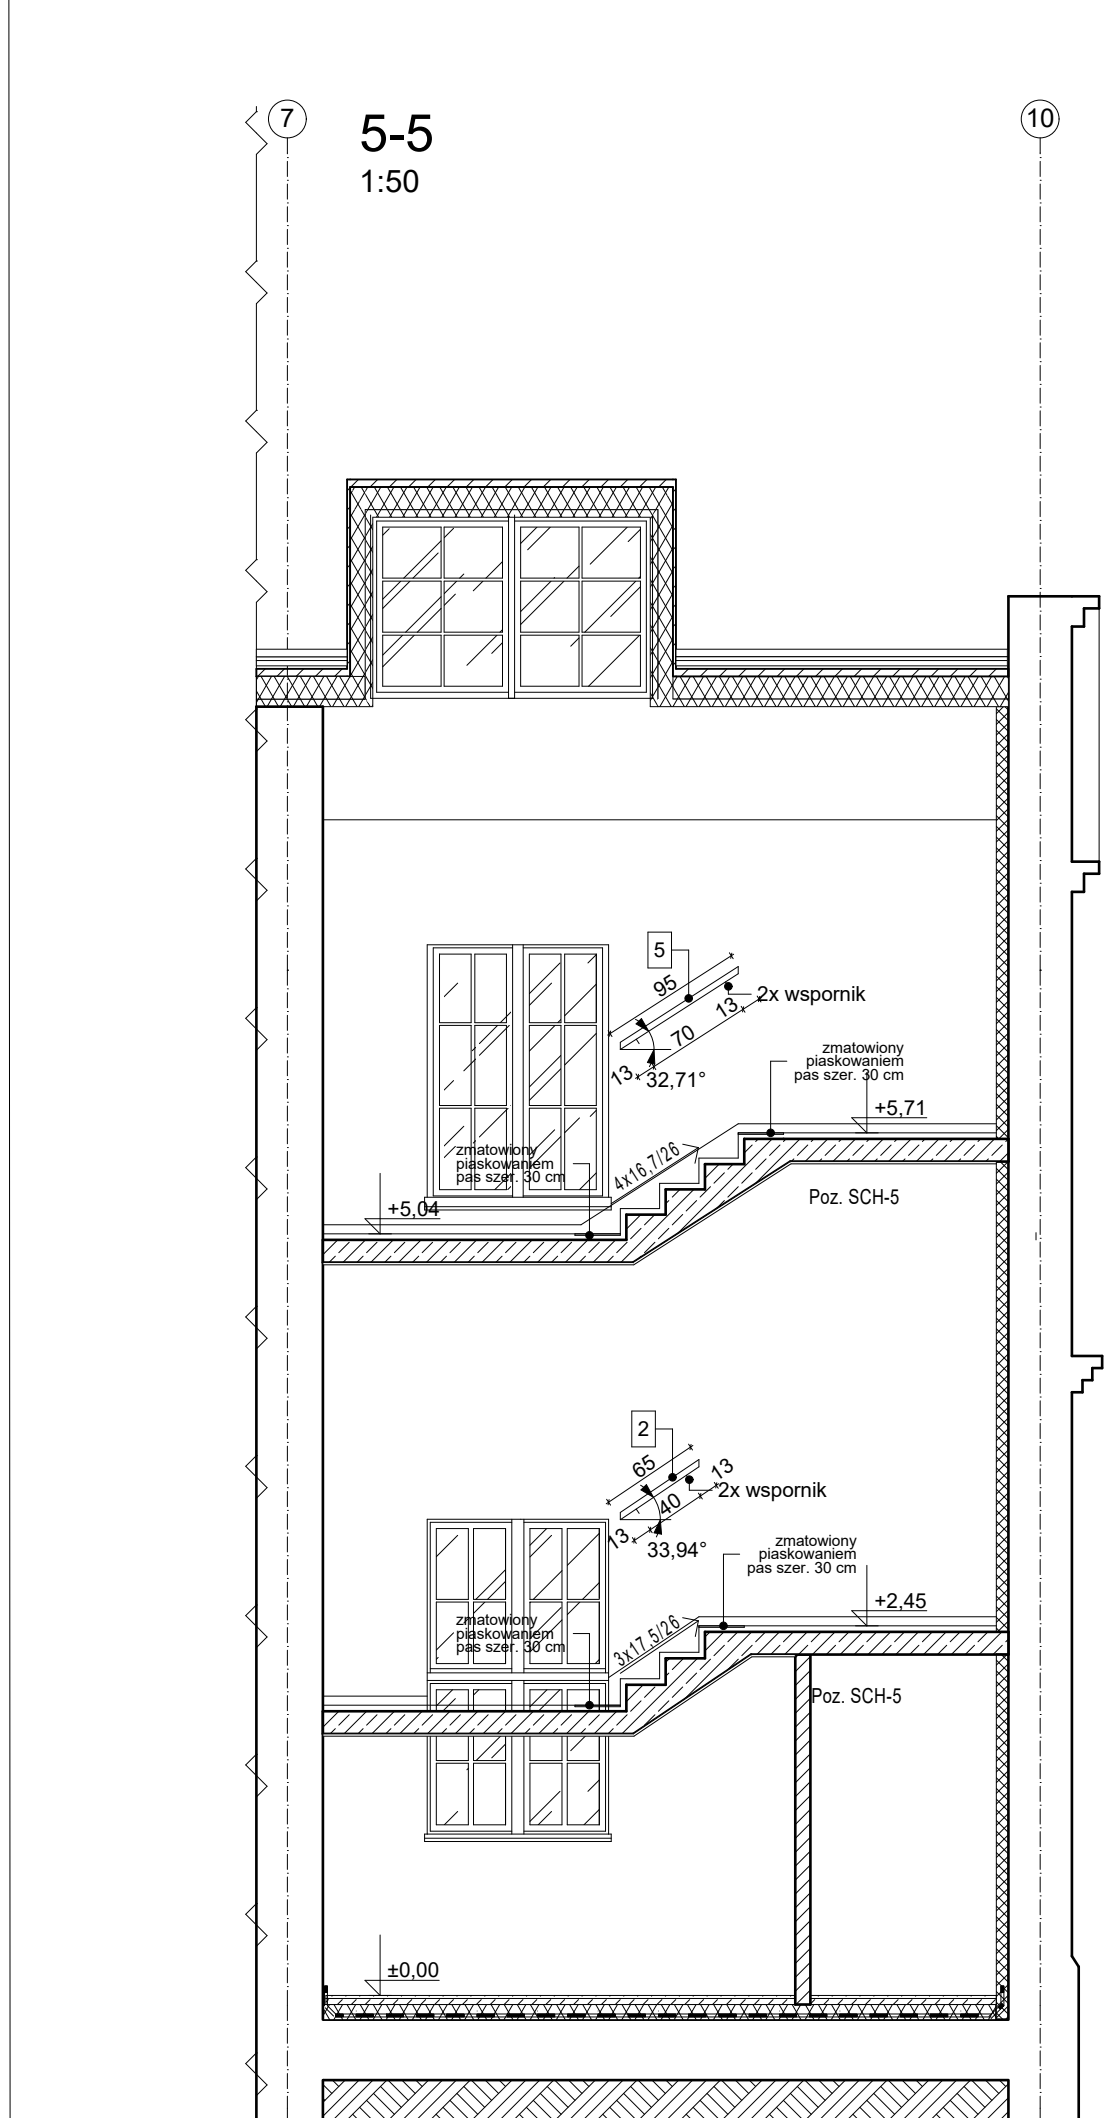 7
5-5
1:50
10
5
95
2x wspornik
13
70
13
32,71°
zmatowiony
piaskowaniem
pas szer. 30 cm
+5,71
4x16,7/26
zmatowiony
piaskowaniem
pas szer. 30 cm
+5,04
Poz. SCH-5
2
65
13
2x wspornik
40
13
33,94°
zmatowiony
piaskowaniem
pas szer. 30 cm
+2,45
3x17,5/26
zmatowiony
piaskowaniem
pas szer. 30 cm
Poz. SCH-5
±0,00